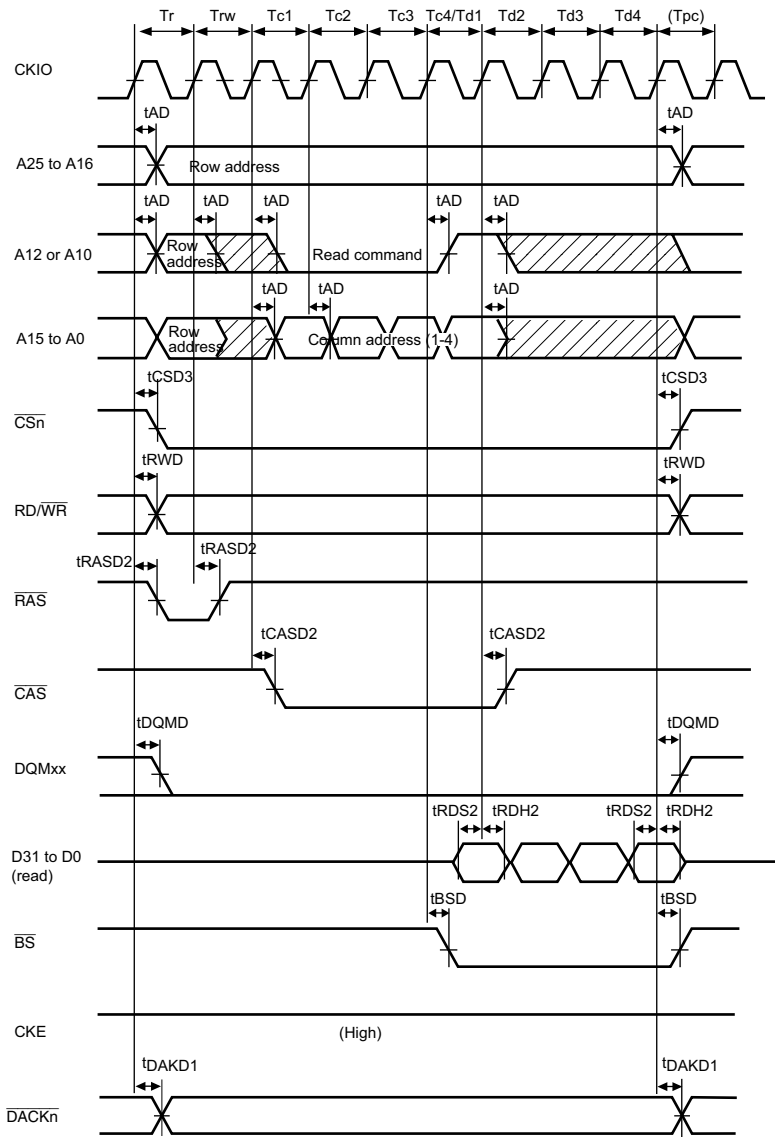 Tr Trw Tc1 Tc2 Tc3 Tc4/Td1 Td2 Td3 Td4 (Tpc)
CKIO
tAD tAD
A25 to A16 Row address
tAD tAD tAD tAD tAD
A12 or A10 Row address Read command
tAD tAD tAD
A15 to A0 Row address Column address (1-4)
tCSD3 tCSD3
CSn
tRWD tRWD
RD/WR
tRASD2 tRASD2
RAS
tCASD2 tCASD2
CAS
tDQMD tDQMD
DQMxx
tRDS2 tRDH2 tRDS2 tRDH2
D31 to D0
(read)
tBSD tBSD
BS
CKE (High)
tDAKD1 tDAKD1
DACKn